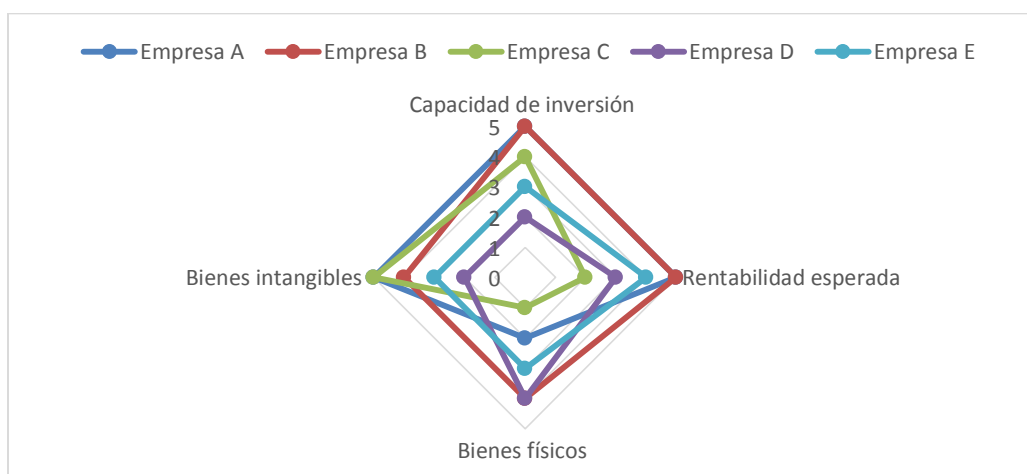 Empresa A Empresa B Empresa C Empresa D Empresa E
Capacidad de inversión
5
4
3
2
1
0
Bienes intangibles
Rentabilidad esperada
Bienes físicos